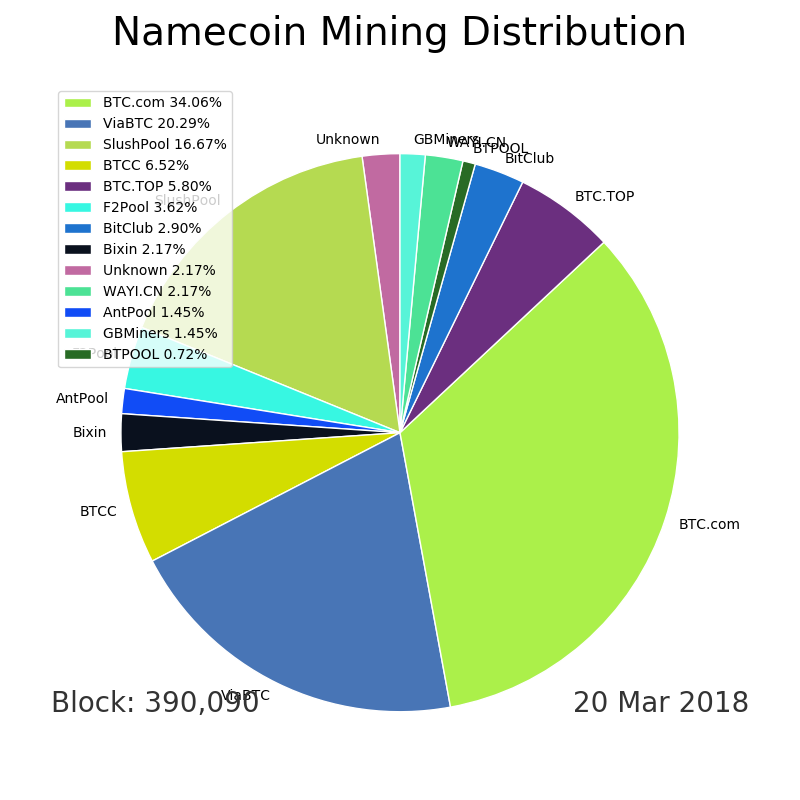 Namecoin Mining Distribution
BTC.com 34.06%
ViaBTC 20.29%
SlushPool 16.67%
BTCC 6.52%
BTC.TOP 5.80%
F2Pool 3.62%
BitClub 2.90%
Bixin 2.17%
Unknown 2.17%
WAYI.CN 2.17%
AntPool 1.45%
GBMiners 1.45%
BTPOOL 0.72%
Unknown
GBMiners
WAYI.CN
BTPOOL
BitClub
BTC.TOP
SlushPool
F2Pool
AntPool
Bixin
BTCC
BTC.com
ViaBTC
Block: 390,090
20 Mar 2018